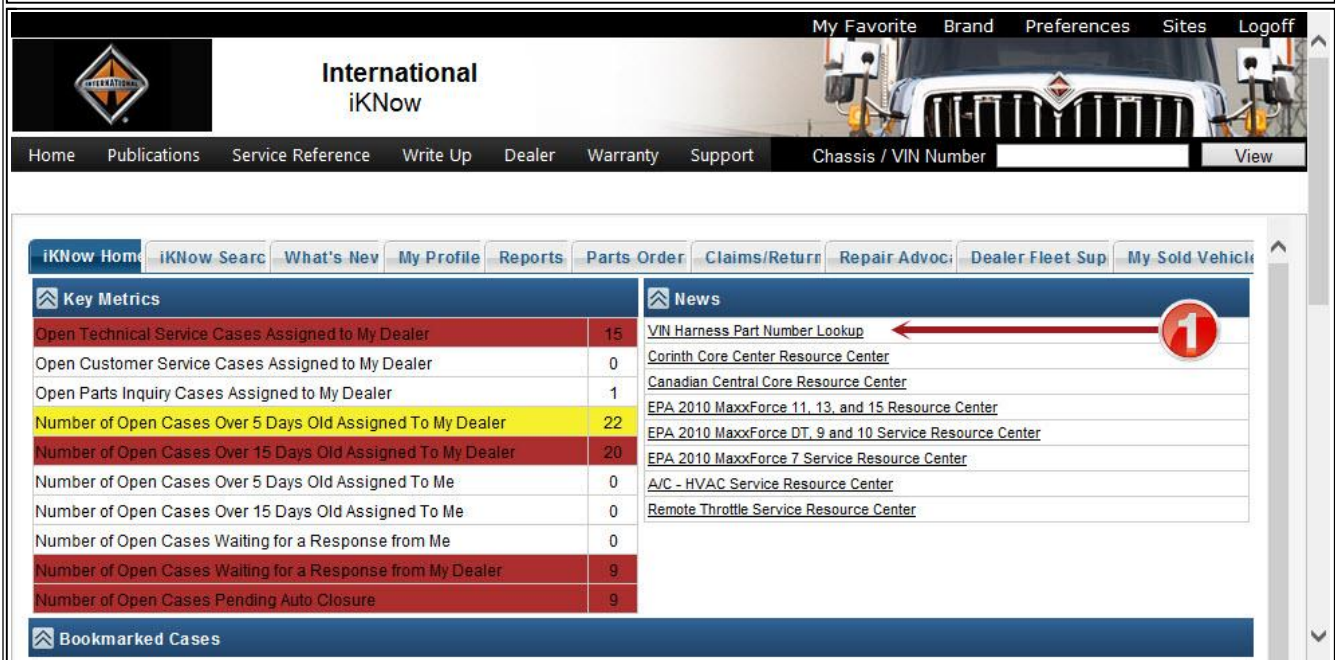 My Favorite Brand Preferences Sites Logoff
INTERNATIONAL
International
iKNow
Home Publications Service Reference Write Up Dealer Warranty Support Chassis / VIN Number View
iKNow Home iKNow Searc What's Nev My Profile Reports Parts Order Claims/Return Repair Advoca Dealer Fleet Sup My Sold Vehicle
Key Metrics
Open Technical Service Cases Assigned to My Dealer 15
Open Customer Service Cases Assigned to My Dealer 0
Open Parts Inquiry Cases Assigned to My Dealer 1
Number of Open Cases Over 5 Days Old Assigned To My Dealer 22
Number of Open Cases Over 15 Days Old Assigned To My Dealer 20
Number of Open Cases Over 5 Days Old Assigned To Me 0
Number of Open Cases Over 15 Days Old Assigned To Me 0
Number of Open Cases Waiting for a Response from Me 0
Number of Open Cases Waiting for a Response from My Dealer 9
Number of Open Cases Pending Auto Closure 9
News
VIN Harness Part Number Lookup
1
Corinth Core Center Resource Center
Canadian Central Core Resource Center
EPA 2010 MaxxForce 11, 13, and 15 Resource Center
EPA 2010 MaxxForce DT, 9 and 10 Service Resource Center
EPA 2010 MaxxForce 7 Service Resource Center
A/C - HVAC Service Resource Center
Remote Throttle Service Resource Center
Bookmarked Cases